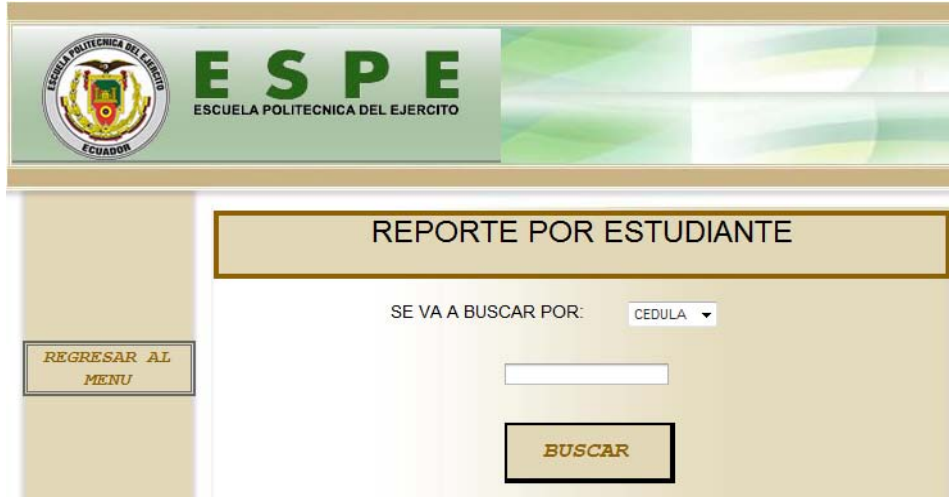 ESCUELA POLITECNICA DEL EJERCITO
ECUADOR
ESPE
ESCUELA POLITECNICA DEL EJERCITO
REPORTE POR ESTUDIANTE
SE VA A BUSCAR POR: CEDULA
REGRESAR AL
MENU
BUSCAR